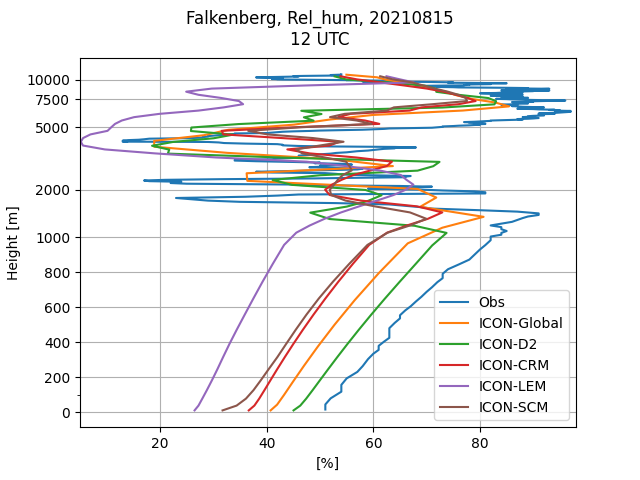 Falkenberg, Rel_hum, 20210815
12 UTC
10000
7500
5000
2000
1000
800
600
400
200
0
Height [m]
20
40
60
80
[%]
Obs
ICON-Global
ICON-D2
ICON-CRM
ICON-LEM
ICON-SCM